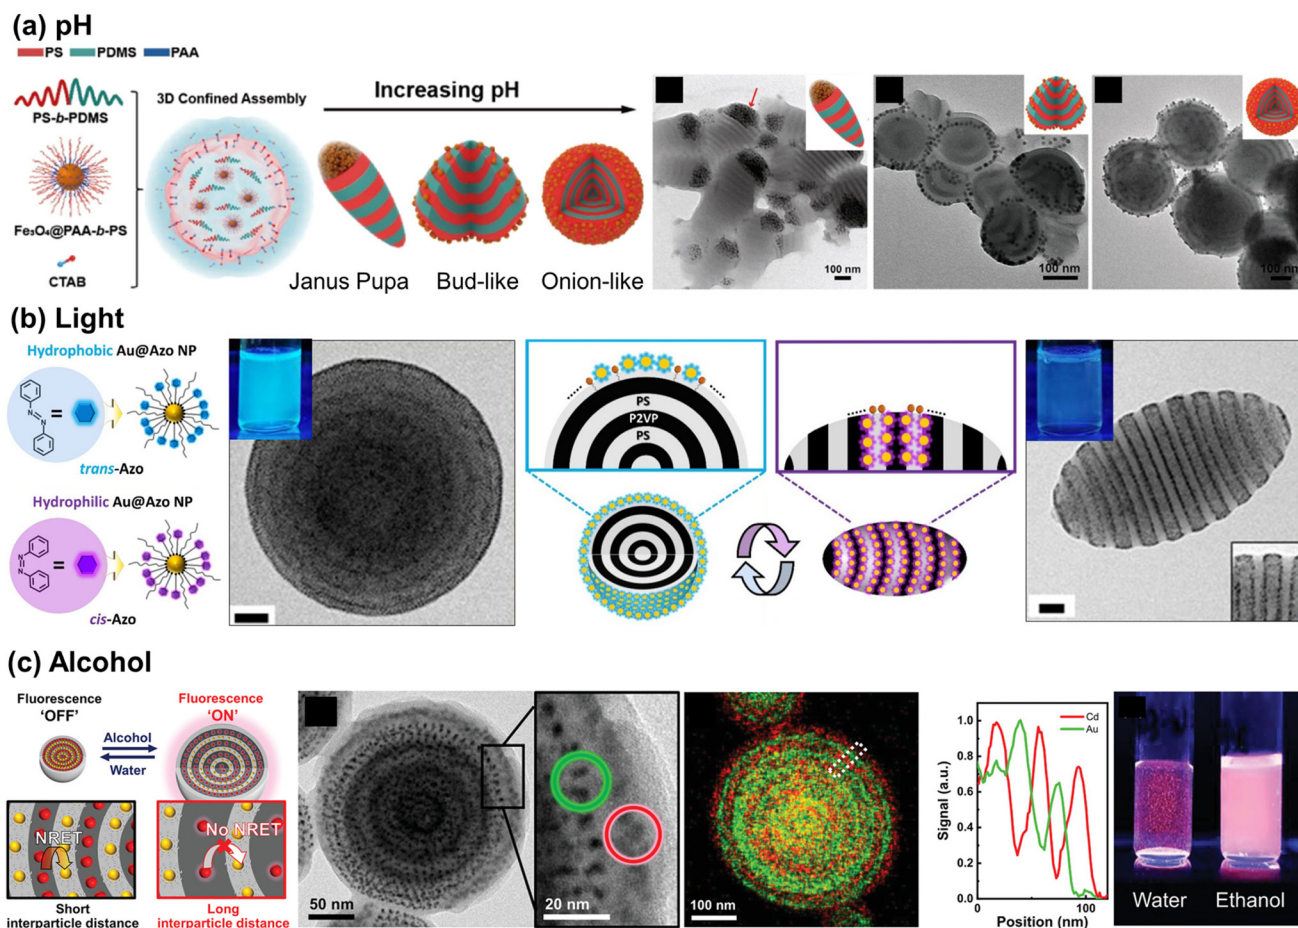 (a) pH
PS PDMS PAA
PS-b-PDMS
Fe₃O₄@PAA-b-PS
CTAB
3D Confined Assembly
Increasing pH
Janus Pupa
Bud-like
Onion-like
100 nm
100 nm
100 nm
(b) Light
Hydrophobic Au@Azo NP
N
N
=
trans-Azo
Hydrophilic Au@Azo NP
N=N
=
cis-Azo
PS
P2VP
PS
(c) Alcohol
Fluorescence
'OFF'
Alcohol
Water
Fluorescence
'ON'
NRET
Short
interparticle distance
No NRET
Long
interparticle distance
50 nm
20 nm
100 nm
Signal (a.u.)
1.0
0.8
0.6
0.4
0.2
0.0
Cd
Au
0 50 100
Position (nm)
Water
Ethanol